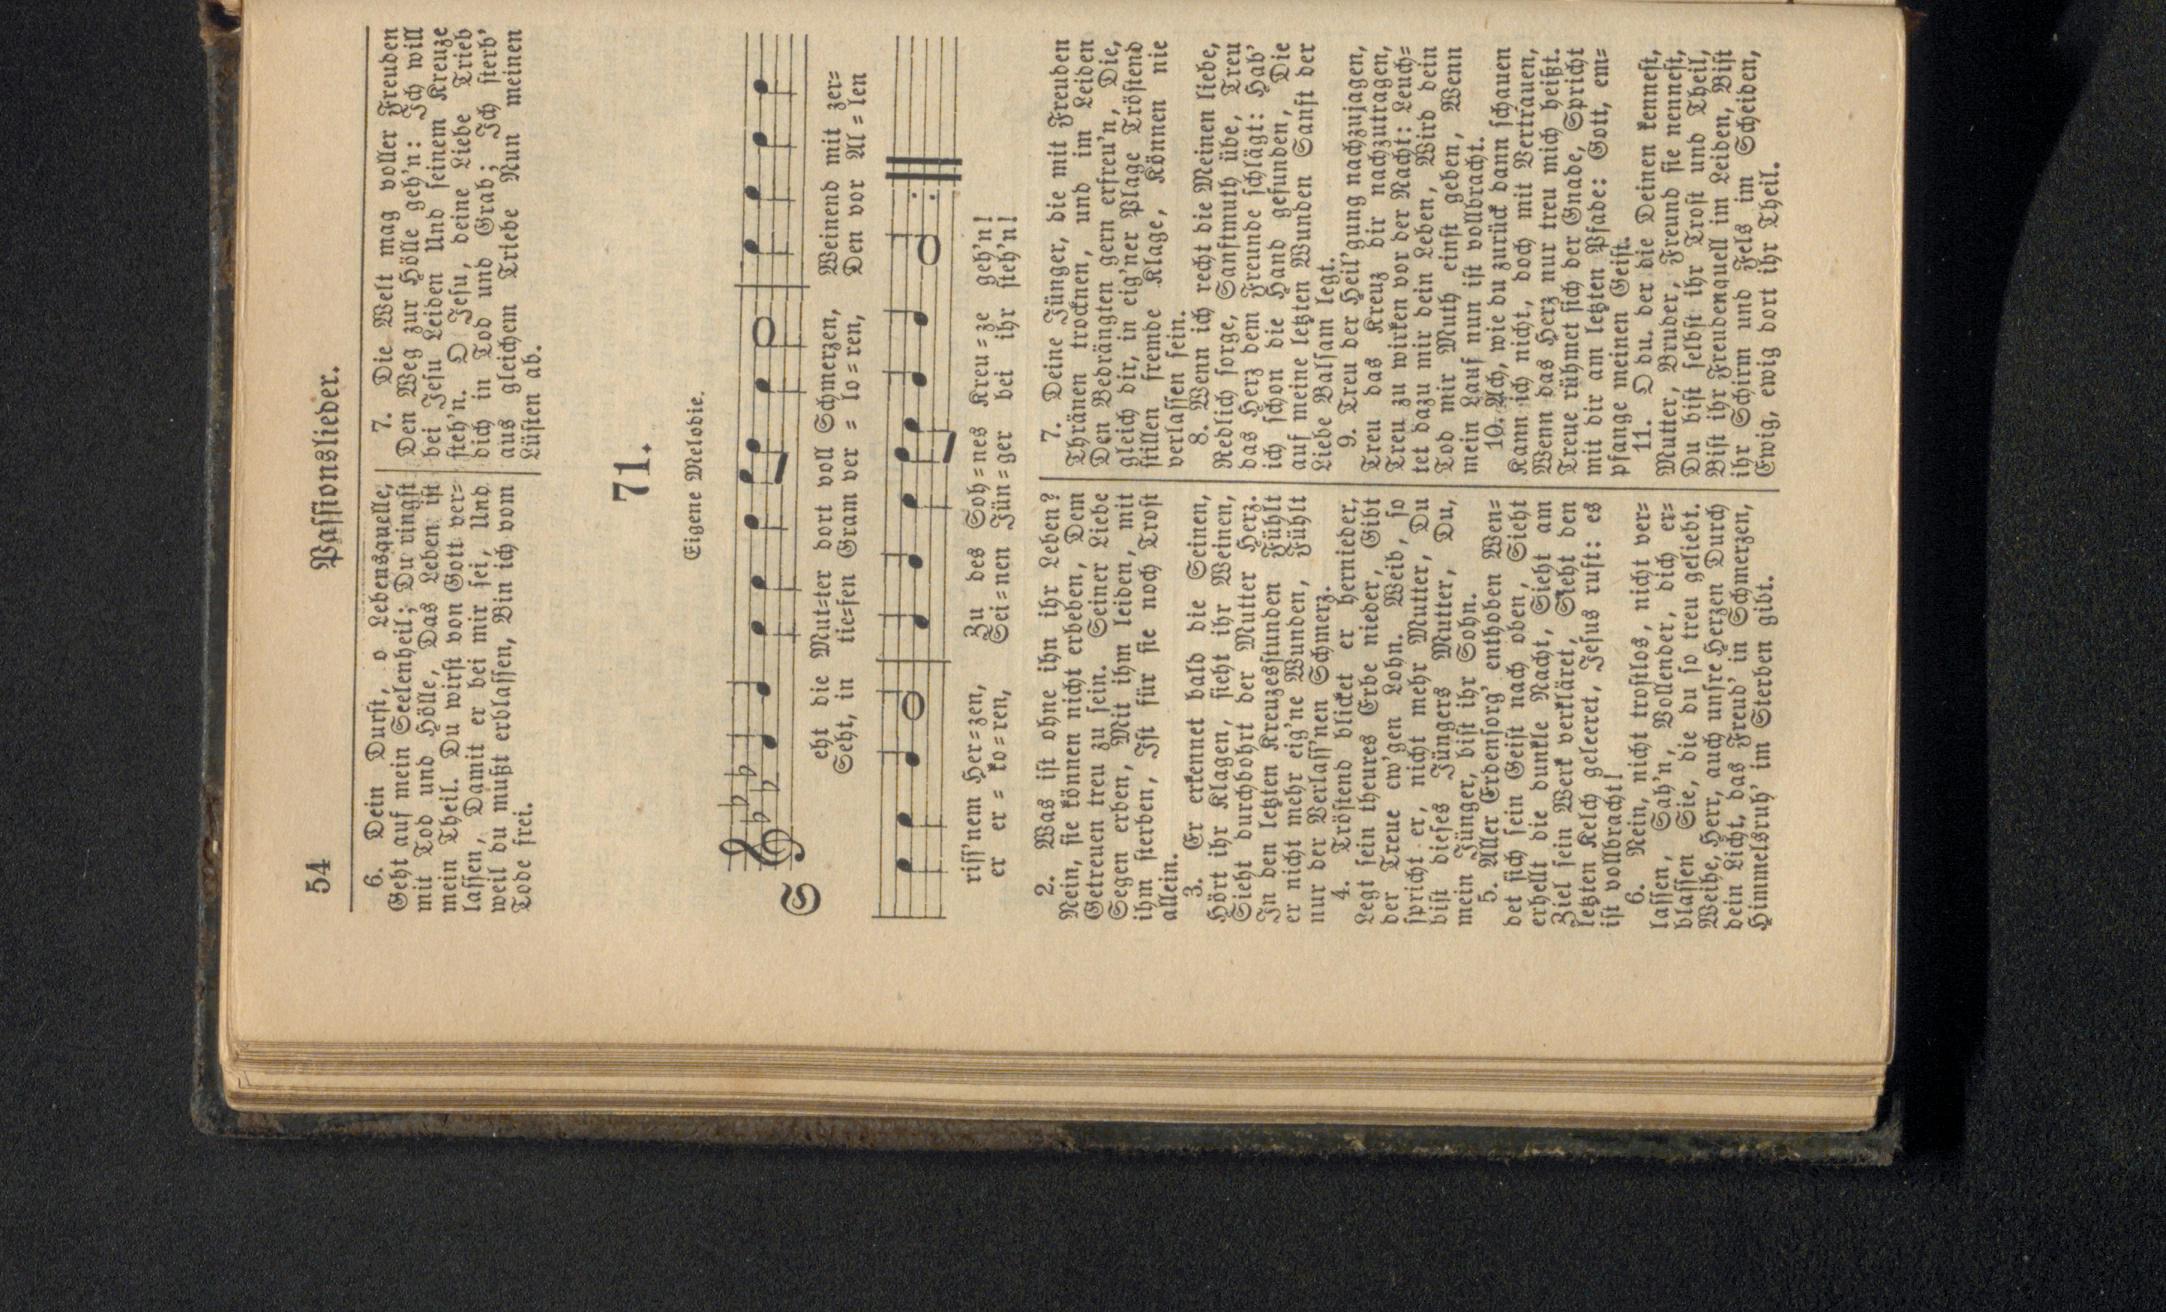 54
Passionslieder.
6. Dein Durst, o Lebensquelle,
Geht auf mein Seelenheil; Du ringst
mit Tod und Hölle, Das Leben ist
mein Theil. Du wirst von Gott ver=
lassen, Damit er bei mir sei, Und
weil du mußt erblassen, Bin ich vom
Tode frei.
7. Die Welt mag voller Freuden
Den Weg zur Hölle geh'n: Ich will
bei Jesu Leiden Und seinem Kreuze
steh'n. O Jesu, deine Liebe Trieb
dich in Tod und Grab; Ich sterb'
aus gleichem Triebe Nun meinen
Lüsten ab.
71.
Eigene Melodie.
Seht die Mut=ter dort voll Schmerzen, Weinend mit zer=
Seht, in tie=fen Gram ver = lo=ren, Den vor Al = len
riss'nem Her=zen, Zu des Soh=nes Kreu=ze geh'n!
er er = ko=ren, Sei=nen Jün=ger bei ihr steh'n!
2. Was ist ohne ihn ihr Leben?
Nein, sie können nicht erbeben, Dem
Getreuen treu zu sein. Seiner Liebe
Segen erben, Mit ihm leiden, mit
ihm sterben, Ist für sie noch Trost
allein.
3. Er erkennet bald die Seinen,
Hört ihr Klagen, sieht ihr Weinen,
Sieht durchbohrt der Mutter Herz.
In den letzten Kreuzesstunden Fühlt
er nicht mehr eig'ne Wunden, Fühlt
nur der Verlass'nen Schmerz.
4. Tröstend blicket er hernieder,
Legt sein theures Erbe nieder, Gibt
der Treue ew'gen Lohn. Weib, so
spricht er, nicht mehr Mutter, Du
bist dieses Jüngers Mutter, Du,
mein Jünger, bist ihr Sohn.
5. Aller Erdensorg' enthoben Wen=
det sich sein Geist nach oben, Sieht
erhellt die dunkle Nacht, Sieht am
Ziel sein Werk verkläret, Sieht den
letzten Kelch geleeret, Jesus ruft: es
ist vollbracht!
6. Nein, nicht trostlos, nicht ver=
lassen, Sah'n, Vollender, dich er=
blassen Sie, die du so treu geliebt.
Weihe, Herr, auch unsre Herzen Durch
dein Licht, das Freud' in Schmerzen,
Himmelsruh' im Sterben gibt.
7. Deine Jünger, die mit Freuden
Thränen trocknen, und im Leiden
Den Bedrängten gern erfreu'n, Die,
gleich dir, in eig'ner Plage Tröstend
stillen fremde Klage, Können nie
verlassen sein.
8. Wenn ich recht die Meinen liebe,
Redlich sorge, Sanftmuth übe, Treu
das Herz dem Freunde schlägt: Hab'
ich schon die Hand gefunden, Die
auf meine letzten Wunden Sanft der
Liebe Balsam legt.
9. Treu der Heil'gung nachzujagen,
Treu das Kreuz dir nachzutragen,
Treu zu wirken vor der Nacht: Leuch=
tet dazu mir dein Leben, Wird dein
Tod mir Muth einst geben, Wenn
mein Lauf nun ist vollbracht.
10. Ach, wie du zurück dann schauen
Kann ich nicht, doch mit Vertrauen,
Wenn das Herz nur treu mich heißt.
Treue rühmet sich der Gnade, Spricht
mit dir am letzten Pfade: Gott, em=
pfange meinen Geist.
11. O du, der die Deinen kennest,
Mutter, Bruder, Freund sie nennest,
Du bist selbst ihr Trost und Theil,
Bist ihr Freudenquell im Leiden, Bist
ihr Schirm und Fels im Scheiden,
Ewig, ewig dort ihr Theil.